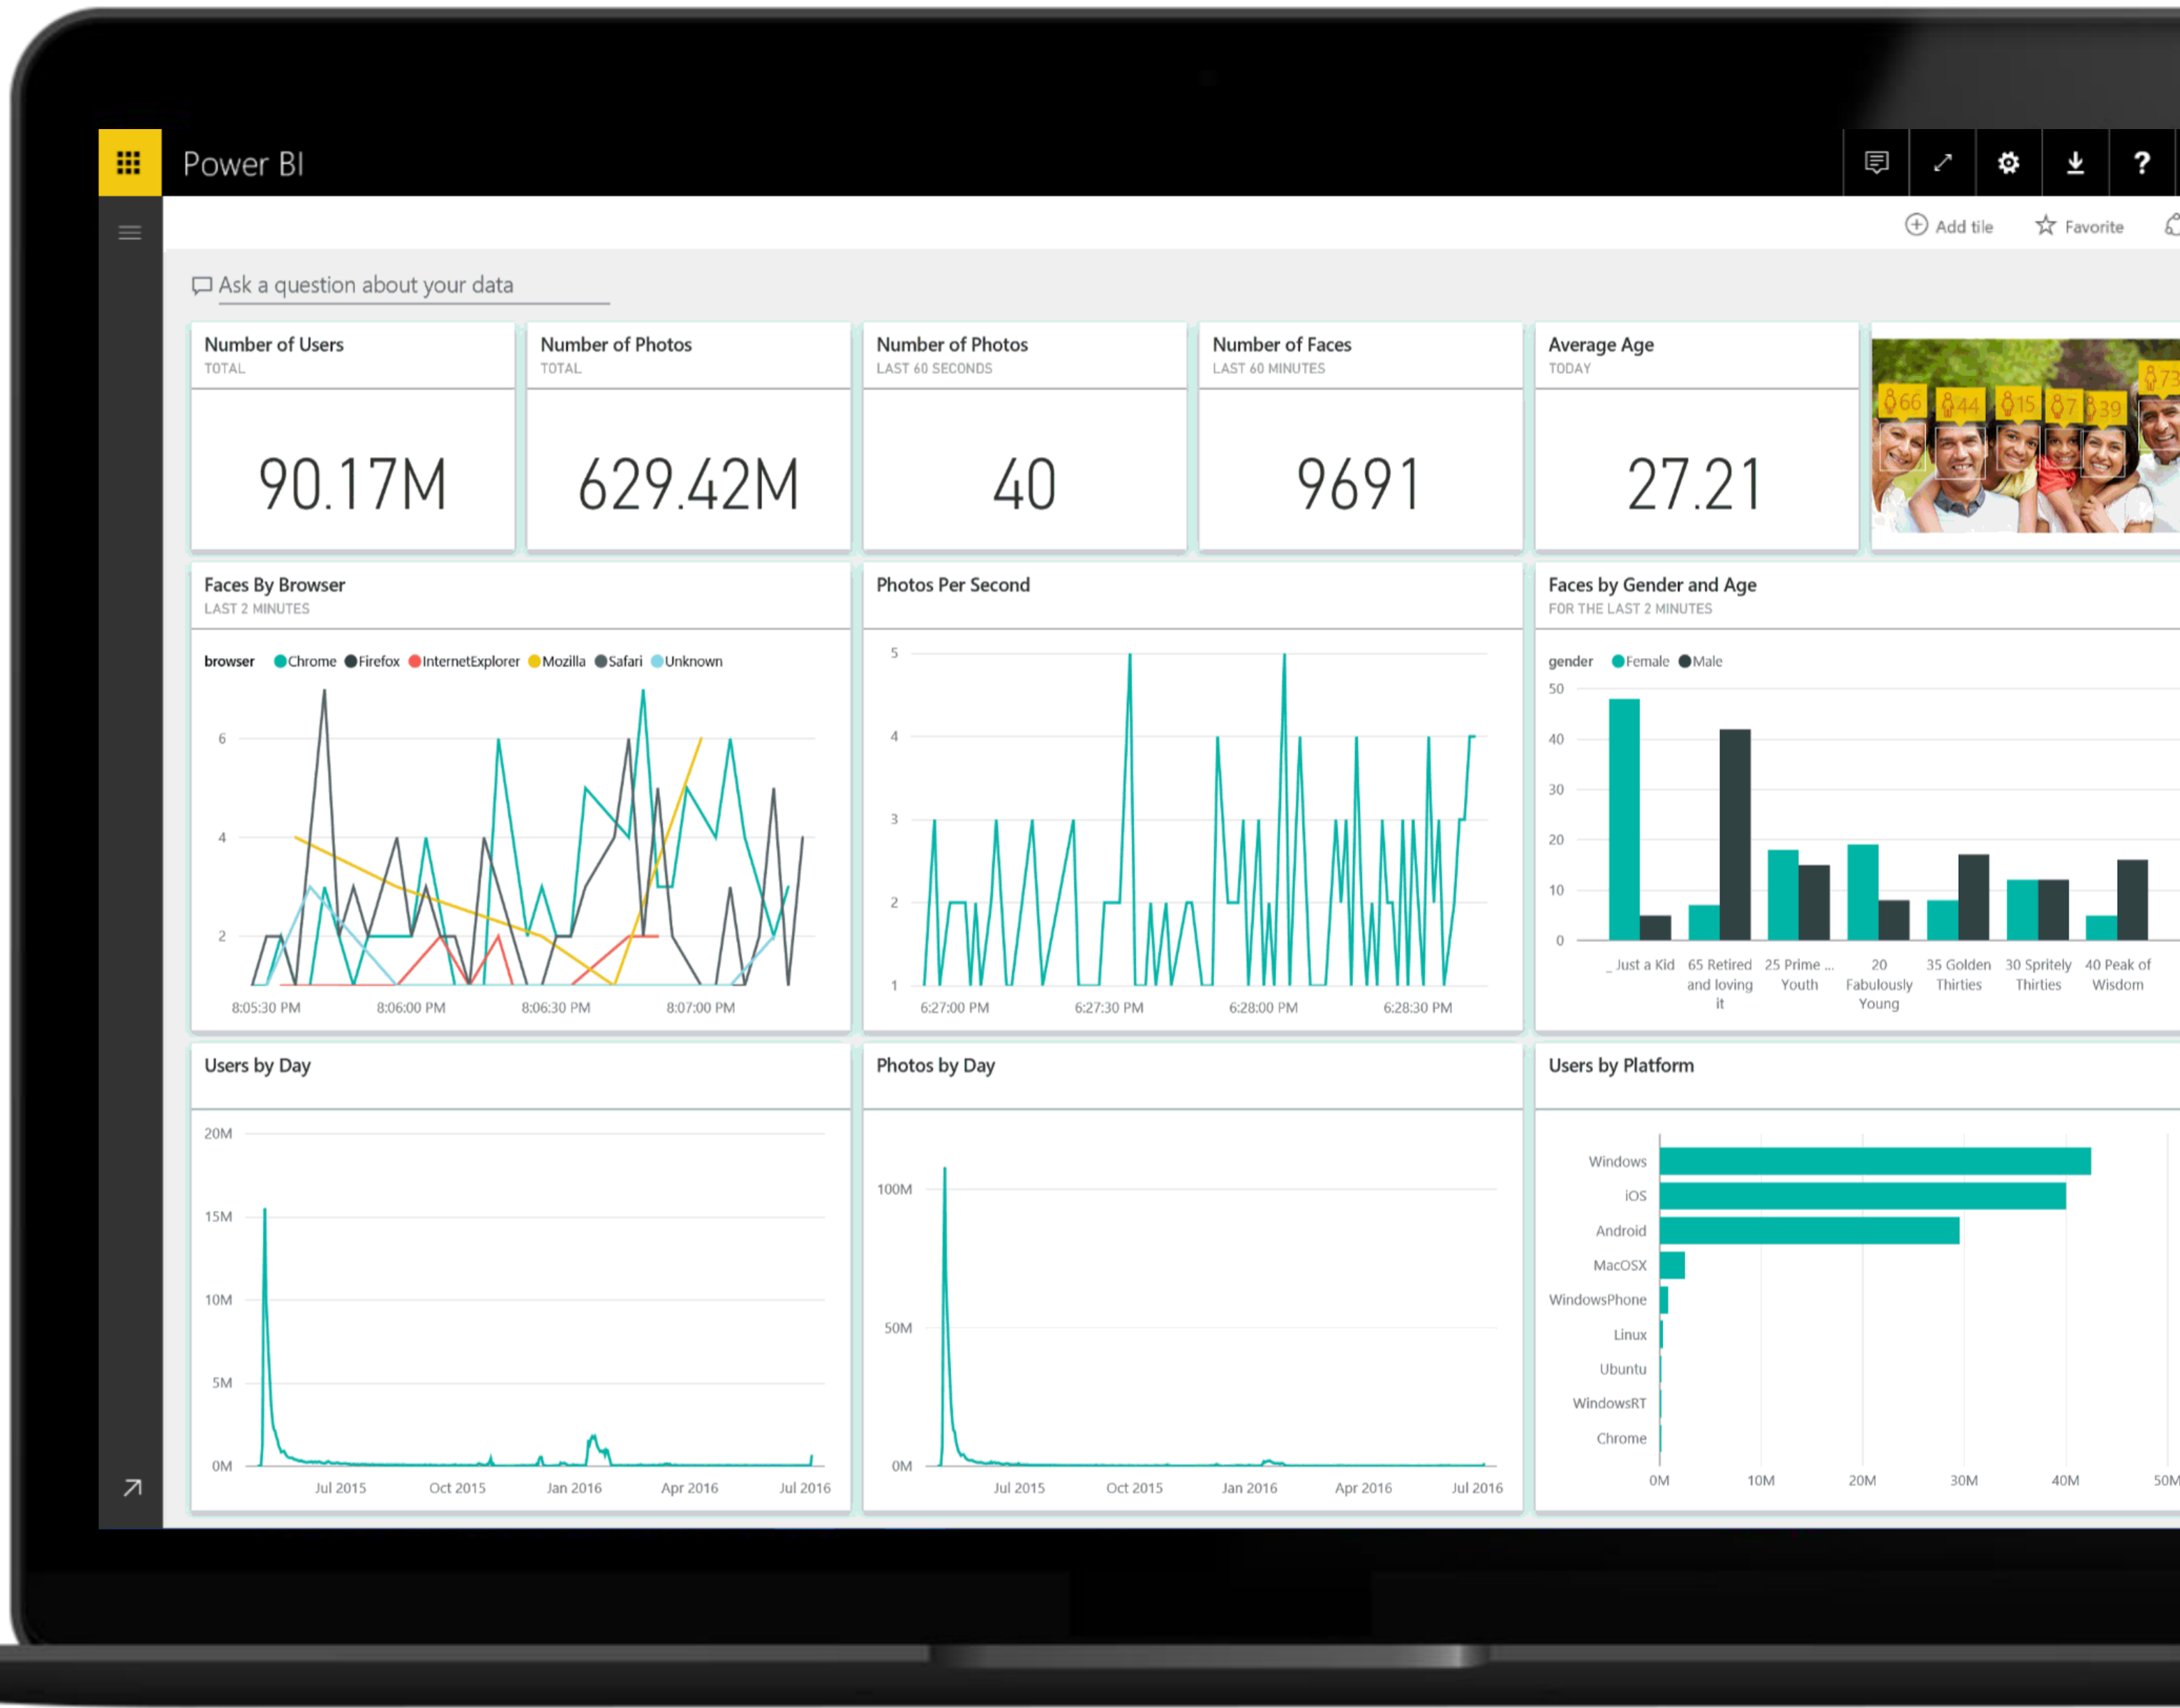 Power BI
?
Add tile
Favorite
Ask a question about your data
Number of Users
TOTAL
90.17M
Number of Photos
TOTAL
629.42M
Number of Photos
LAST 60 SECONDS
40
Number of Faces
LAST 60 MINUTES
9691
Average Age
TODAY
27.21
66
44
15
7
39
73
Faces By Browser
LAST 2 MINUTES
browser Chrome Firefox InternetExplorer Mozilla Safari Unknown
6
4
2
8:05:30 PM 8:06:00 PM 8:06:30 PM 8:07:00 PM
Photos Per Second
5
4
3
2
1
6:27:00 PM 6:27:30 PM 6:28:00 PM 6:28:30 PM
Faces by Gender and Age
FOR THE LAST 2 MINUTES
gender Female Male
50
40
30
20
10
0
_ Just a Kid
65 Retired
and loving
it
25 Prime ...
Youth
20
Fabulously
Young
35 Golden
Thirties
30 Spritely
Thirties
40 Peak of
Wisdom
Users by Day
20M
15M
10M
5M
0M
Jul 2015 Oct 2015 Jan 2016 Apr 2016 Jul 2016
Photos by Day
100M
50M
0M
Jul 2015 Oct 2015 Jan 2016 Apr 2016 Jul 2016
Users by Platform
Windows
iOS
Android
MacOSX
WindowsPhone
Linux
Ubuntu
WindowsRT
Chrome
0M 10M 20M 30M 40M 50M